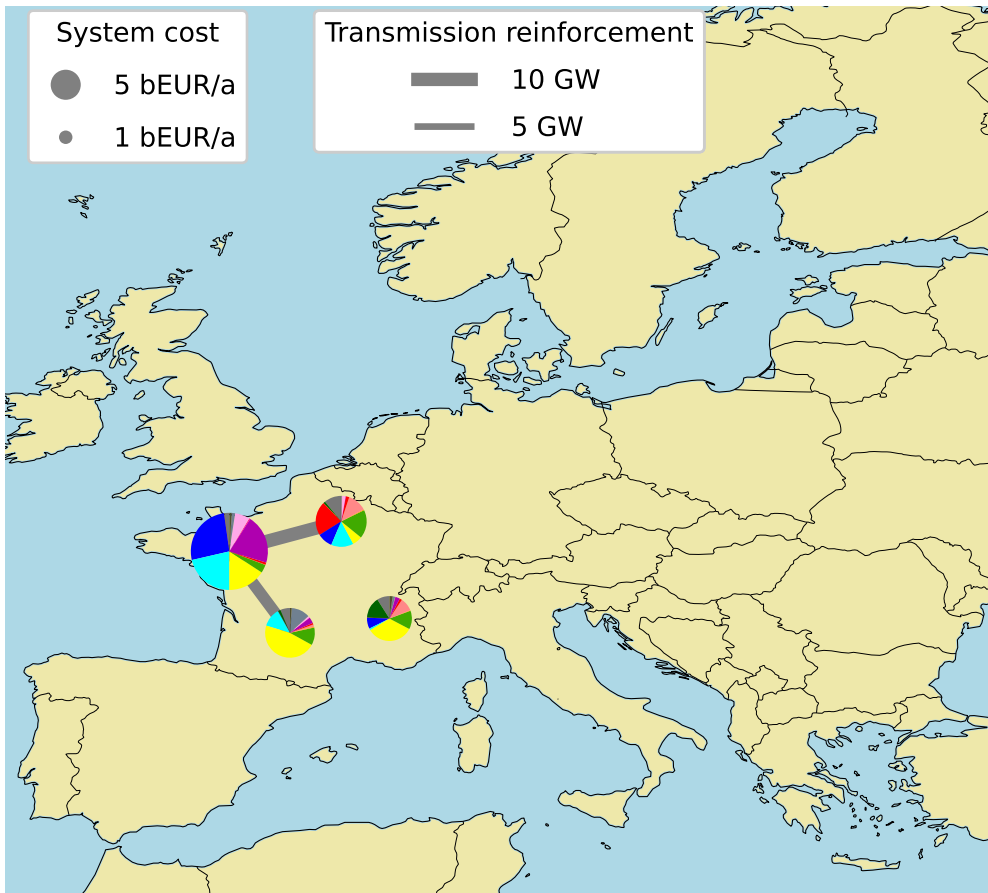 System cost
5 bEUR/a
1 bEUR/a
Transmission reinforcement
10 GW
5 GW